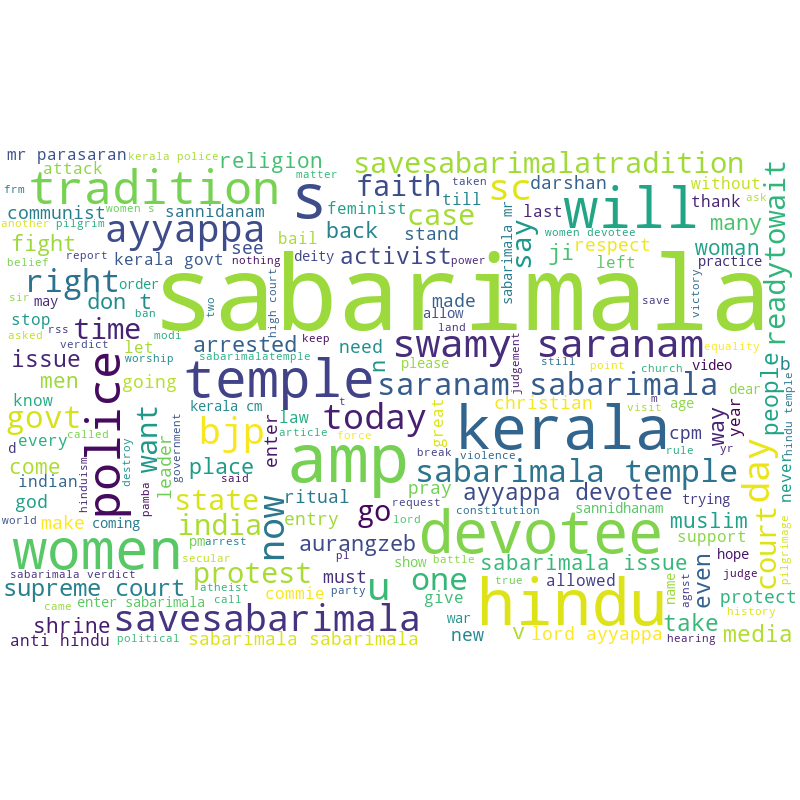 mr parasaran
kerala police
religion
savesabarimalatradition
attack
matter
taken
without
ask
frm
tradition
s
faith
sc
darshan
will
communist
women s
sannidanam
feminist
till
case
last
thank
another
pilgrim
ayyappa
back
stand
say
women devotee
many
readytowait
fight
see
bail
deity
activist
power
sabarimala mr
ji
respect
woman
belief
report
kerala govt
nothing
left
practice
right
order
high court
sabarimala
victory
sir
may
don t
two
made
allow
save
stop
ban
time
land
asked
rss
modi
arrested
keep
swamy saranam
equality
issue
verdict
let
worship
sabarimalatemple
need
n
please
judgement
still
church
video
b
men
going
temple
saranam sabarimala
point
dear
people
know
police
t
m
visit
age
hindu temple
govt
called
want
kerala cm
law
today
great
christian
way
year
every
bjp
article
force
kerala
cpm
d
destroy
leader
government
enter
amp
break
violence
rule
yr
come
hinduism
said
place
sabarimala temple
day
never
indian
pamba
god
state
ritual
go
pray
ayyappa devotee
trying
world
make
coming
now
request
sannidhanam
court
pilgrimage
india
entry
lord
constitution
muslim
women
pm
arrest
aurangzeb
devotee
support
secular
p1
show
battle
sabarimala issue
even
hope
sabarimala verdict
protest
must
u
one
true
allowed
name
agnst
judge
supreme court
atheist
commie
party
give
hindu
protect
came
enter sabarimala
call
war
history
shrine
savesabarimala
v
take
media
anti hindu
political
sabarimala sabarimala
new
lord ayyappa
hearing